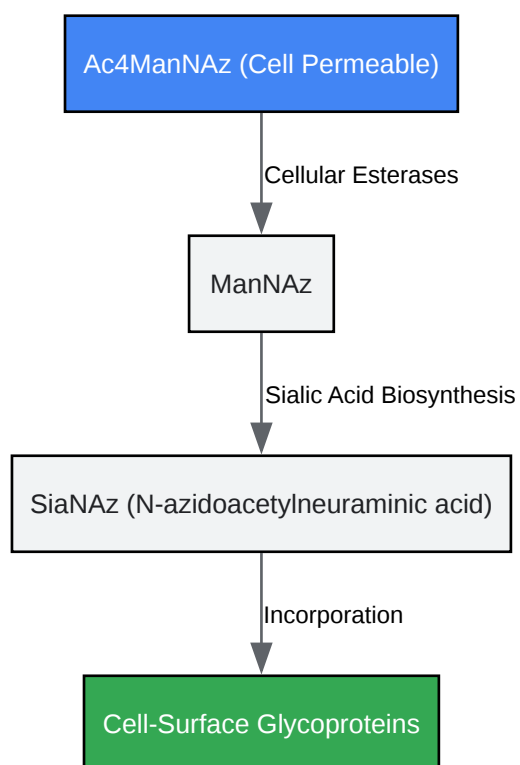 Ac4ManNAz (Cell Permeable)
Cellular Esterases
ManNAz
Sialic Acid Biosynthesis
SiaNAz (N-azidoacetylneuraminic acid)
Incorporation
Cell-Surface Glycoproteins